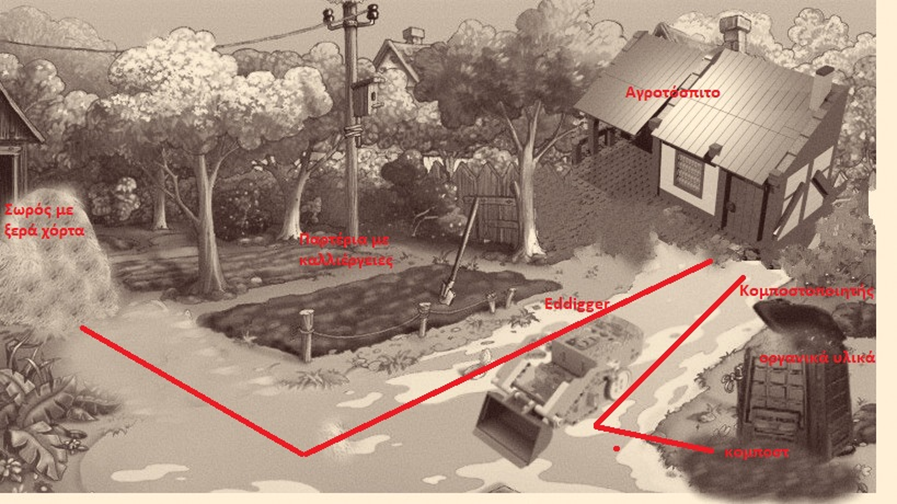 Αγροτόσπιτο
Σωρός με
ξερά χόρτα
Παρτέρια με
καλλιέργειες
Κομποστοποιητής
Eddigger
οργανικά υλικά
κομποστ